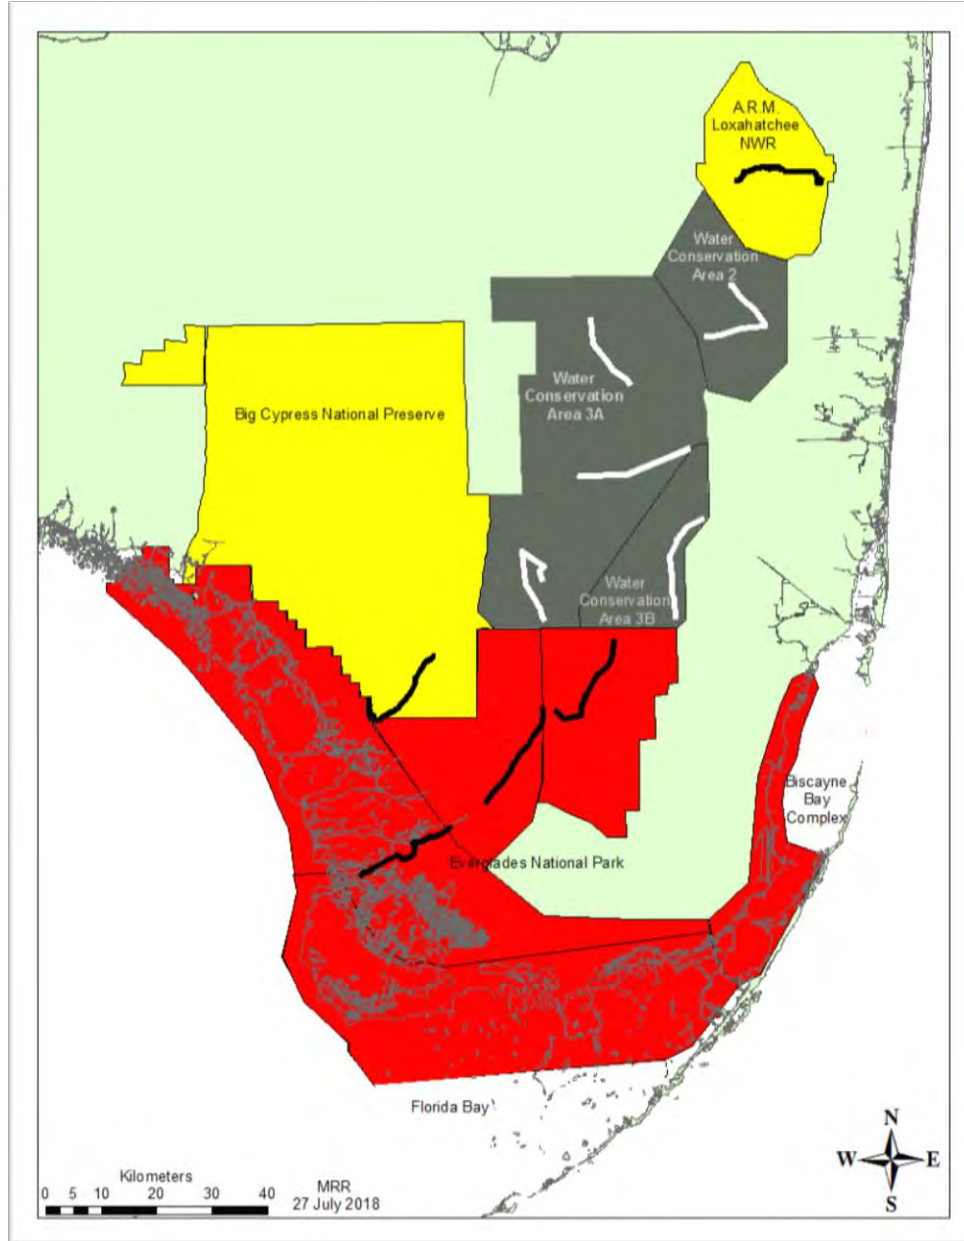 A.R.M.
Loxahatchee
NWR
Water
Conservation
Area 2
Water
Conservation
Area 3A
Big Cypress National Preserve
Water
Conservation
Area 3B
Biscayne
Bay
Complex
Everglades National Park
Florida Bay
N
W E
S
Kilometers
0 5 10 20 30 40
MRR
27 July 2018